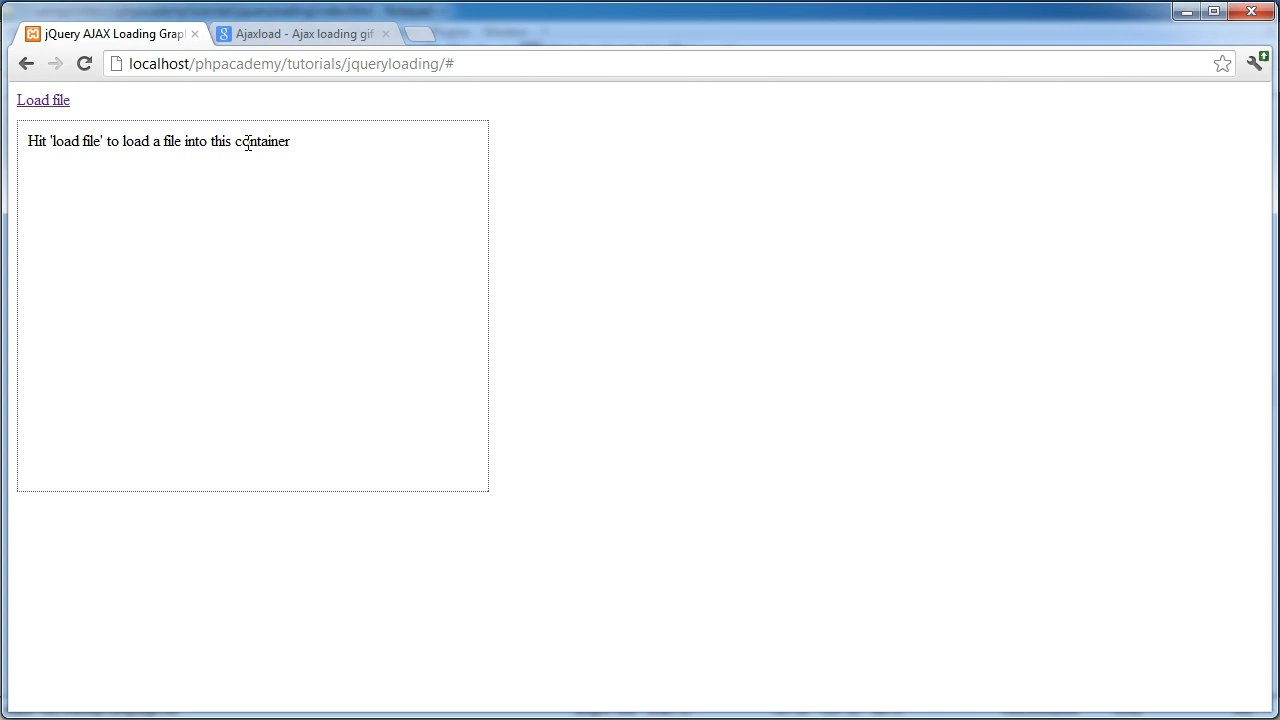 jQuery AJAX Loading Grap
Ajaxload - Ajax loading gif
localhost/phpacademy/tutorials/jqueryloading/#
Load file
Hit 'load file' to load a file into this container